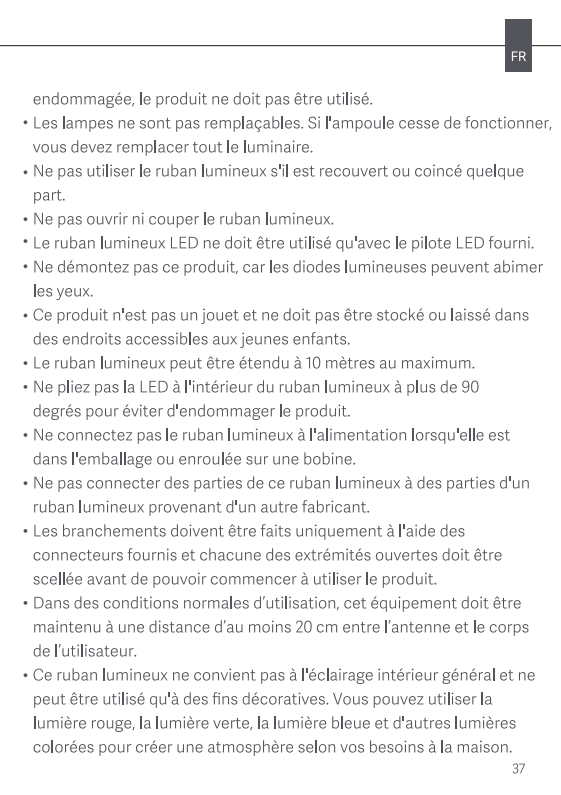 FR
endommagée, le produit ne doit pas être utilisé.
• Les lampes ne sont pas remplaçables. Si l'ampoule cesse de fonctionner,
vous devez remplacer tout le luminaire.
• Ne pas utiliser le ruban lumineux s'il est recouvert ou coincé quelque
part.
• Ne pas ouvrir ni couper le ruban lumineux.
• Le ruban lumineux LED ne doit être utilisé qu'avec le pilote LED fourni.
• Ne démontez pas ce produit, car les diodes lumineuses peuvent abimer
les yeux.
• Ce produit n'est pas un jouet et ne doit pas être stocké ou laissé dans
des endroits accessibles aux jeunes enfants.
• Le ruban lumineux peut être étendu à 10 mètres au maximum.
• Ne pliez pas la LED à l'intérieur du ruban lumineux à plus de 90
degrés pour éviter d'endommager le produit.
• Ne connectez pas le ruban lumineux à l'alimentation lorsqu'elle est
dans l'emballage ou enroulée sur une bobine.
• Ne pas connecter des parties de ce ruban lumineux à des parties d'un
ruban lumineux provenant d'un autre fabricant.
• Les branchements doivent être faits uniquement à l'aide des
connecteurs fournis et chacune des extrémités ouvertes doit être
scellée avant de pouvoir commencer à utiliser le produit.
• Dans des conditions normales d’utilisation, cet équipement doit être
maintenu à une distance d’au moins 20 cm entre l’antenne et le corps
de l’utilisateur.
• Ce ruban lumineux ne convient pas à l'éclairage intérieur général et ne
peut être utilisé qu'à des fins décoratives. Vous pouvez utiliser la
lumière rouge, la lumière verte, la lumière bleue et d'autres lumières
colorées pour créer une atmosphère selon vos besoins à la maison.
37